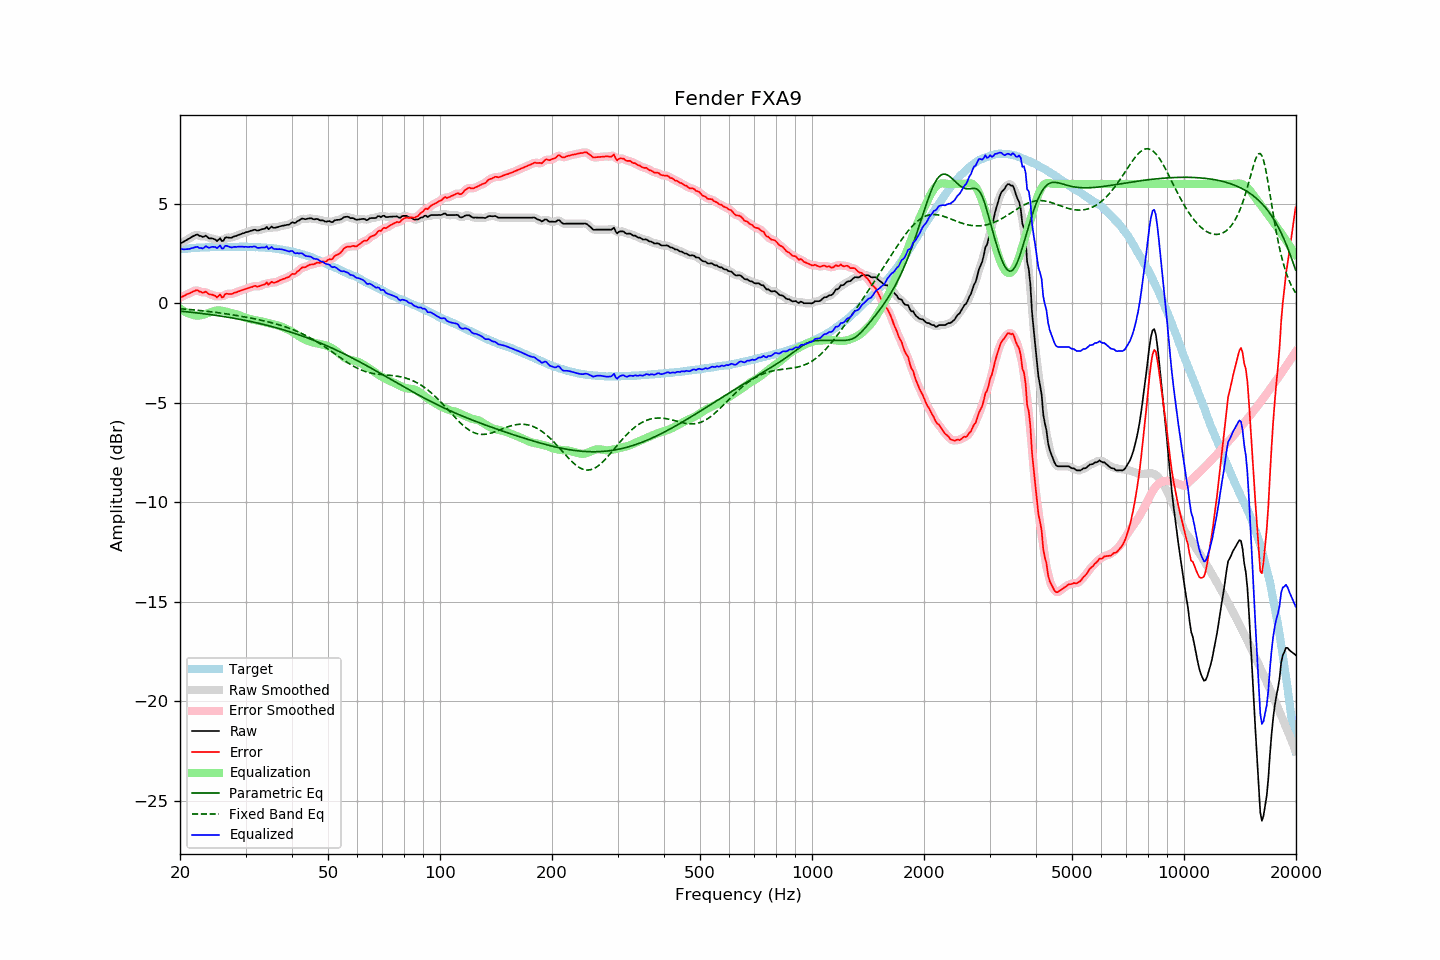 Fender FXA9
Amplitude (dBr)
5
0
−5
−10
−15
−20
−25
Target
Raw Smoothed
Error Smoothed
Raw
Error
Equalization
Parametric Eq
Fixed Band Eq
Equalized
20 50 100 200 500 1000 2000 5000 10000 20000
Frequency (Hz)